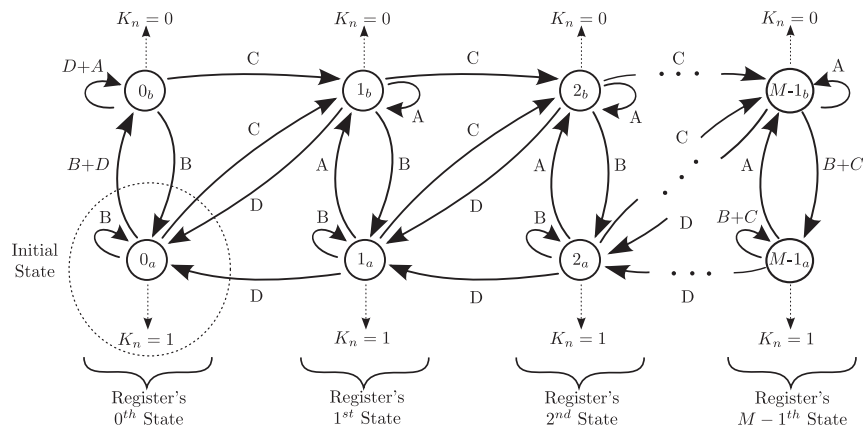 K_n = 0 K_n = 0 K_n = 0 K_n = 0
C C C
D+A 0_b 1_b 2_b M-1_b A
A A
C C C
B+D B A B A B A B+C
D D D
B B B B+C
Initial
State
0_a 1_a 2_a M-1_a
D D D
K_n = 1 K_n = 1 K_n = 1 K_n = 1
Register's Register's Register's Register's
0^{th} State 1^{st} State 2^{nd} State M − 1^{th} State